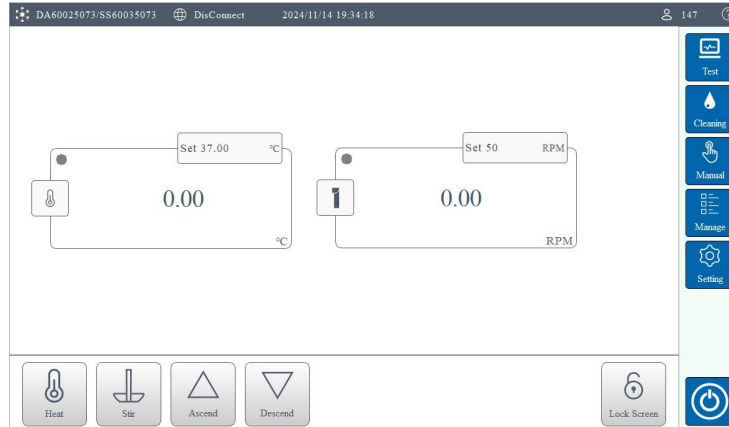 DA60025073/SS60035073 DisConnect 2024/11/14 19:34:18 147
Test
Cleaning
Manual
Manage
Setting
Set 37.00 °C
0.00
°C
Set 50 RPM
1
0.00
RPM
Heat
Stir
Ascend
Descend
Lock Screen